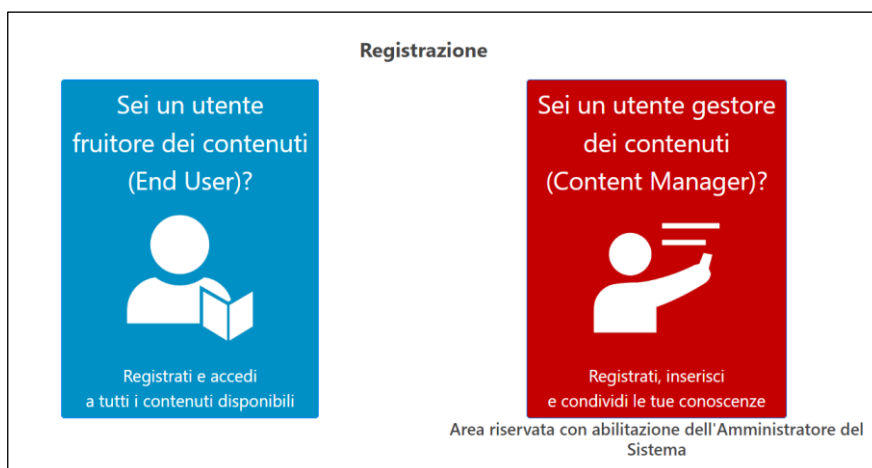 Registrazione
Sei un utente
fruitore dei contenuti
(End User)?
Registrati e accedi
a tutti i contenuti disponibili
Sei un utente gestore
dei contenuti
(Content Manager)?
Registrati, inserisci
e condividi le tue conoscenze
Area riservata con abilitazione dell'Amministratore del
Sistema